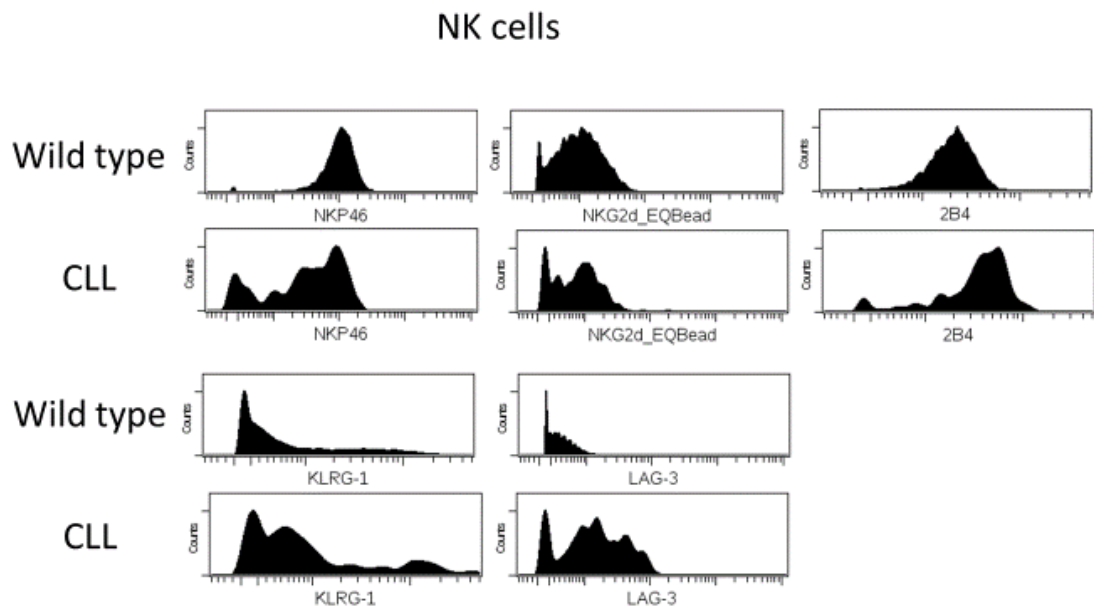 NK cells
Wild type
Counts
NKP46
Counts
NKG2d_EQBead
Counts
2B4
CLL
Counts
NKP46
Counts
NKG2d_EQBead
Counts
2B4
Wild type
Counts
KLRG-1
Counts
LAG-3
CLL
Counts
KLRG-1
Counts
LAG-3